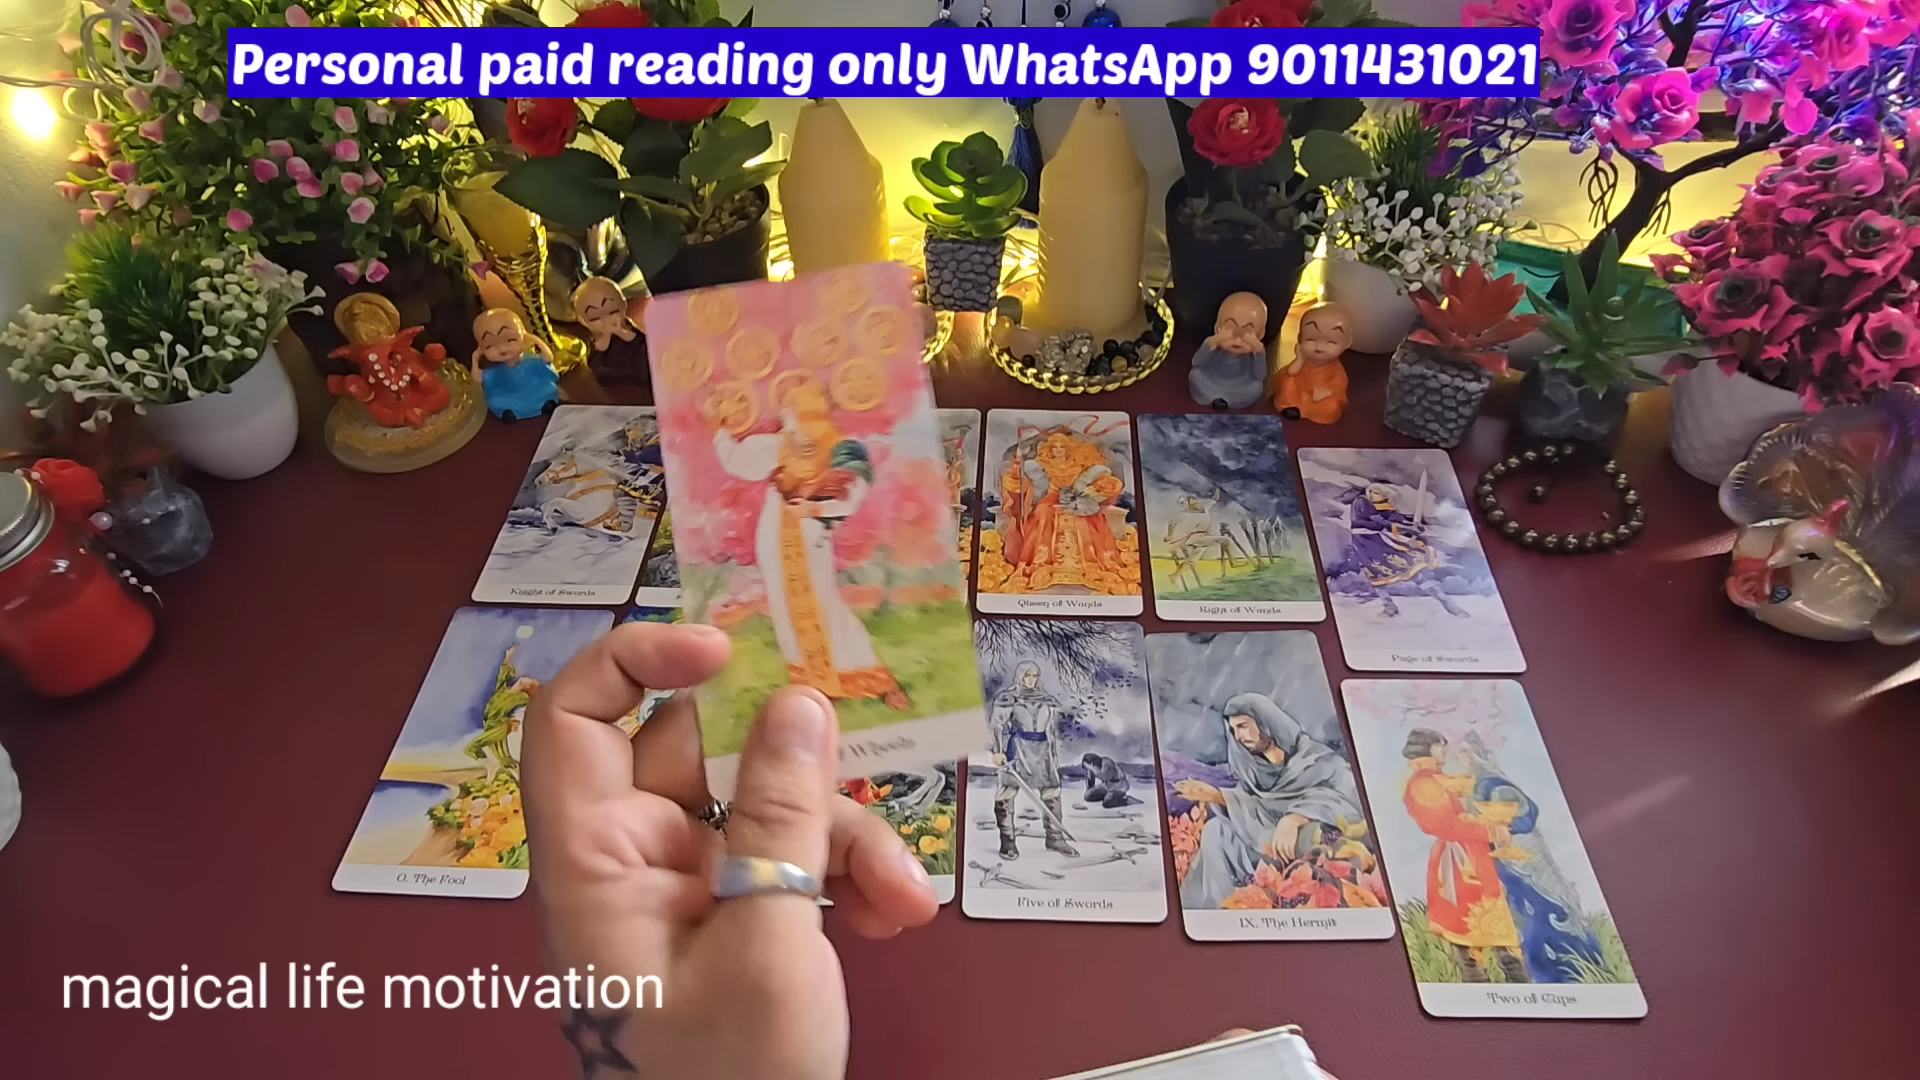 Personal paid reading only WhatsApp 9011431021
Knight of Swords
Queen of Wands
Eight of Wands
Page of Swords
0. The Fool
Five of Swords
IX. The Hermit
Two of Cups
magical life motivation